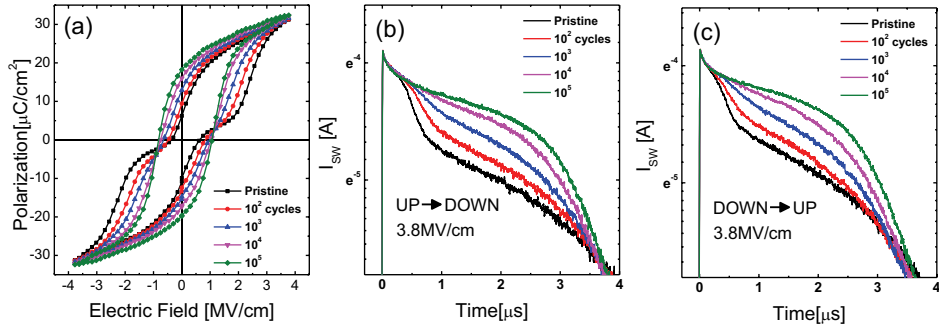 (a)
Polarization[μC/cm²]
30
20
10
0
-10
-20
-30
-4 -3 -2 -1 0 1 2 3 4
Electric Field [MV/cm]
Pristine
10² cycles
10³
10⁴
10⁵
(b)
I_SW [A]
e⁻⁴
e⁻⁵
0 1 2 3 4
Time[μs]
Pristine
10² cycles
10³
10⁴
10⁵
UP→DOWN
3.8MV/cm
(c)
I_SW [A]
e⁻⁴
e⁻⁵
0 1 2 3 4
Time[μs]
Pristine
10² cycles
10³
10⁴
10⁵
DOWN→UP
3.8MV/cm